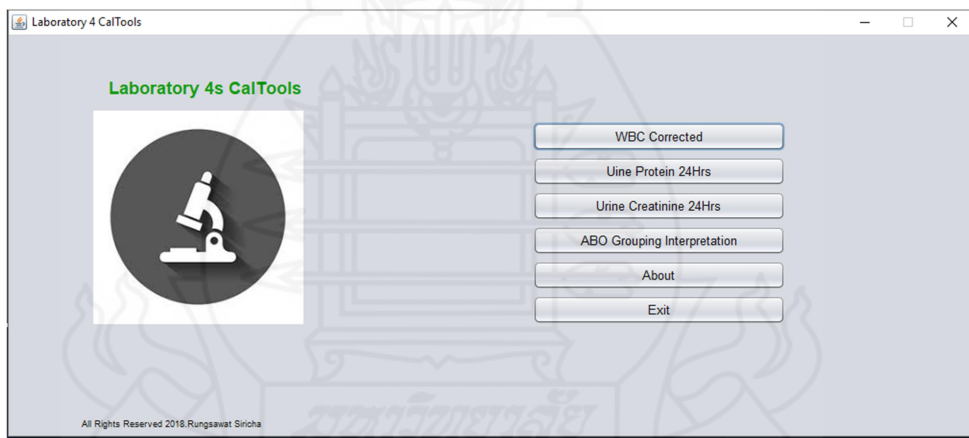 Laboratory 4 CalTools
Laboratory 4s CalTools
WBC Corrected
Uine Protein 24Hrs
Urine Creatinine 24Hrs
ABO Grouping Interpretation
About
Exit
All Rights Reserved 2018.Rungsawat Siricha